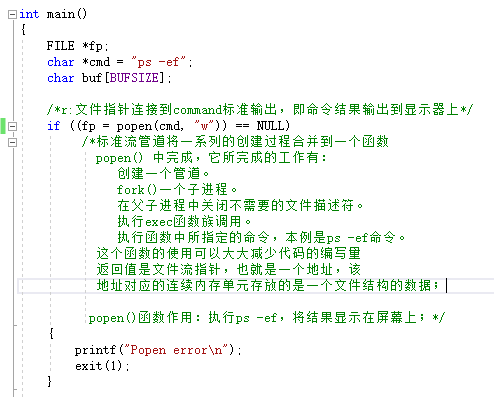 int main()
{
FILE *fp;
char *cmd = "ps -ef";
char buf[BUFSIZE];
/*r:文件指针连接到command标准输出，即命令结果输出到显示器上*/
if ((fp = popen(cmd, "w")) == NULL)
/*标准流管道将一系列的创建过程合并到一个函数
popen() 中完成，它所完成的工作有：
创建一个管道。
fork()一个子进程。
在父子进程中关闭不需要的文件描述符。
执行exec函数族调用。
执行函数中所指定的命令，本例是ps -ef命令。
这个函数的使用可以大大减少代码的编写量
返回值是文件流指针，也就是一个地址，该
地址对应的连续内存单元存放的是一个文件结构的数据；
popen()函数作用：执行ps -ef，将结果显示在屏幕上；*/
{
printf("Popen error\n");
exit(1);
}